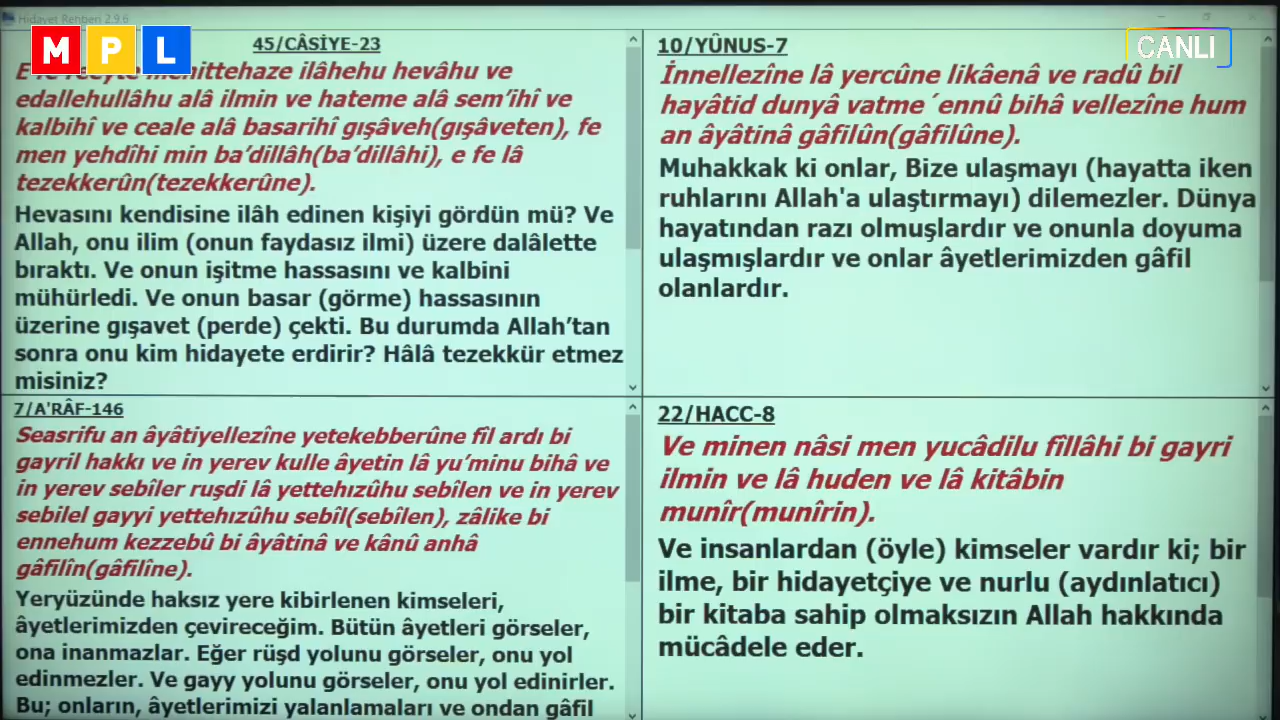 Hidayet Rehberi 2.9.6
MPL
CANLI
45/CÂSİYE-23
ilâhehu hevâhu ve
edallehullâhu alâ ilmin ve hateme alâ sem’ihî ve
kalbihî ve ceale alâ basarihî gışâveh(gışâveten), fe
men yehdîhi min ba’dillâh(ba’dillâhi), e fe lâ
tezekkerûn(tezekkerûne).
Hevasını kendisine ilâh edinen kişiyi gördün mü? Ve
Allah, onu ilim (onun faydasız ilmi) üzere dalâlette
bıraktı. Ve onun işitme hassasını ve kalbini
mühürledi. Ve onun basar (görme) hassasının
üzerine gışavet (perde) çekti. Bu durumda Allah’tan
sonra onu kim hidayete erdirir? Hâlâ tezekkür etmez
misiniz?
10/YÛNUS-7
İnnellezîne lâ yercûne likâenâ ve radû bil
hayâtid dunyâ vatme´ennû bihâ vellezîne hum
an âyâtinâ gâfilûn(gâfilûne).
Muhakkak ki onlar, Bize ulaşmayı (hayatta iken
ruhlarını Allah'a ulaştırmayı) dilemezler. Dünya
hayatından razı olmuşlardır ve onunla doyuma
ulaşmışlardır ve onlar âyetlerimizden gâfil
olanlardır.
7/A'RÂF-146
Seasrifu an âyâtiyellezîne yetekebberûne fîl ardı bi
gayril hakkı ve in yerev kulle âyetin lâ yu’minu bihâ ve
in yerev sebîler ruşdi lâ yettehızûhu sebîlen ve in yerev
sebilel gayyi yettehızûhu sebîl(sebîlen), zâlike bi
ennehum kezzebû bi âyâtinâ ve kânû anhâ
gâfilîn(gâfilîne).
Yeryüzünde haksız yere kibirlenen kimseleri,
âyetlerimizden çevireceğim. Bütün âyetleri görseler,
ona inanmazlar. Eğer rüşd yolunu görseler, onu yol
edinmezler. Ve gayy yolunu görseler, onu yol edinirler.
Bu; onların, âyetlerimizi yalanlamaları ve ondan gâfil
22/HACC-8
Ve minen nâsi men yucâdilu fîllâhi bi gayri
ilmin ve lâ huden ve lâ kitâbin
munîr(munîrin).
Ve insanlardan (öyle) kimseler vardır ki; bir
ilme, bir hidayetçiye ve nurlu (aydınlatıcı)
bir kitaba sahip olmaksızın Allah hakkında
mücâdele eder.